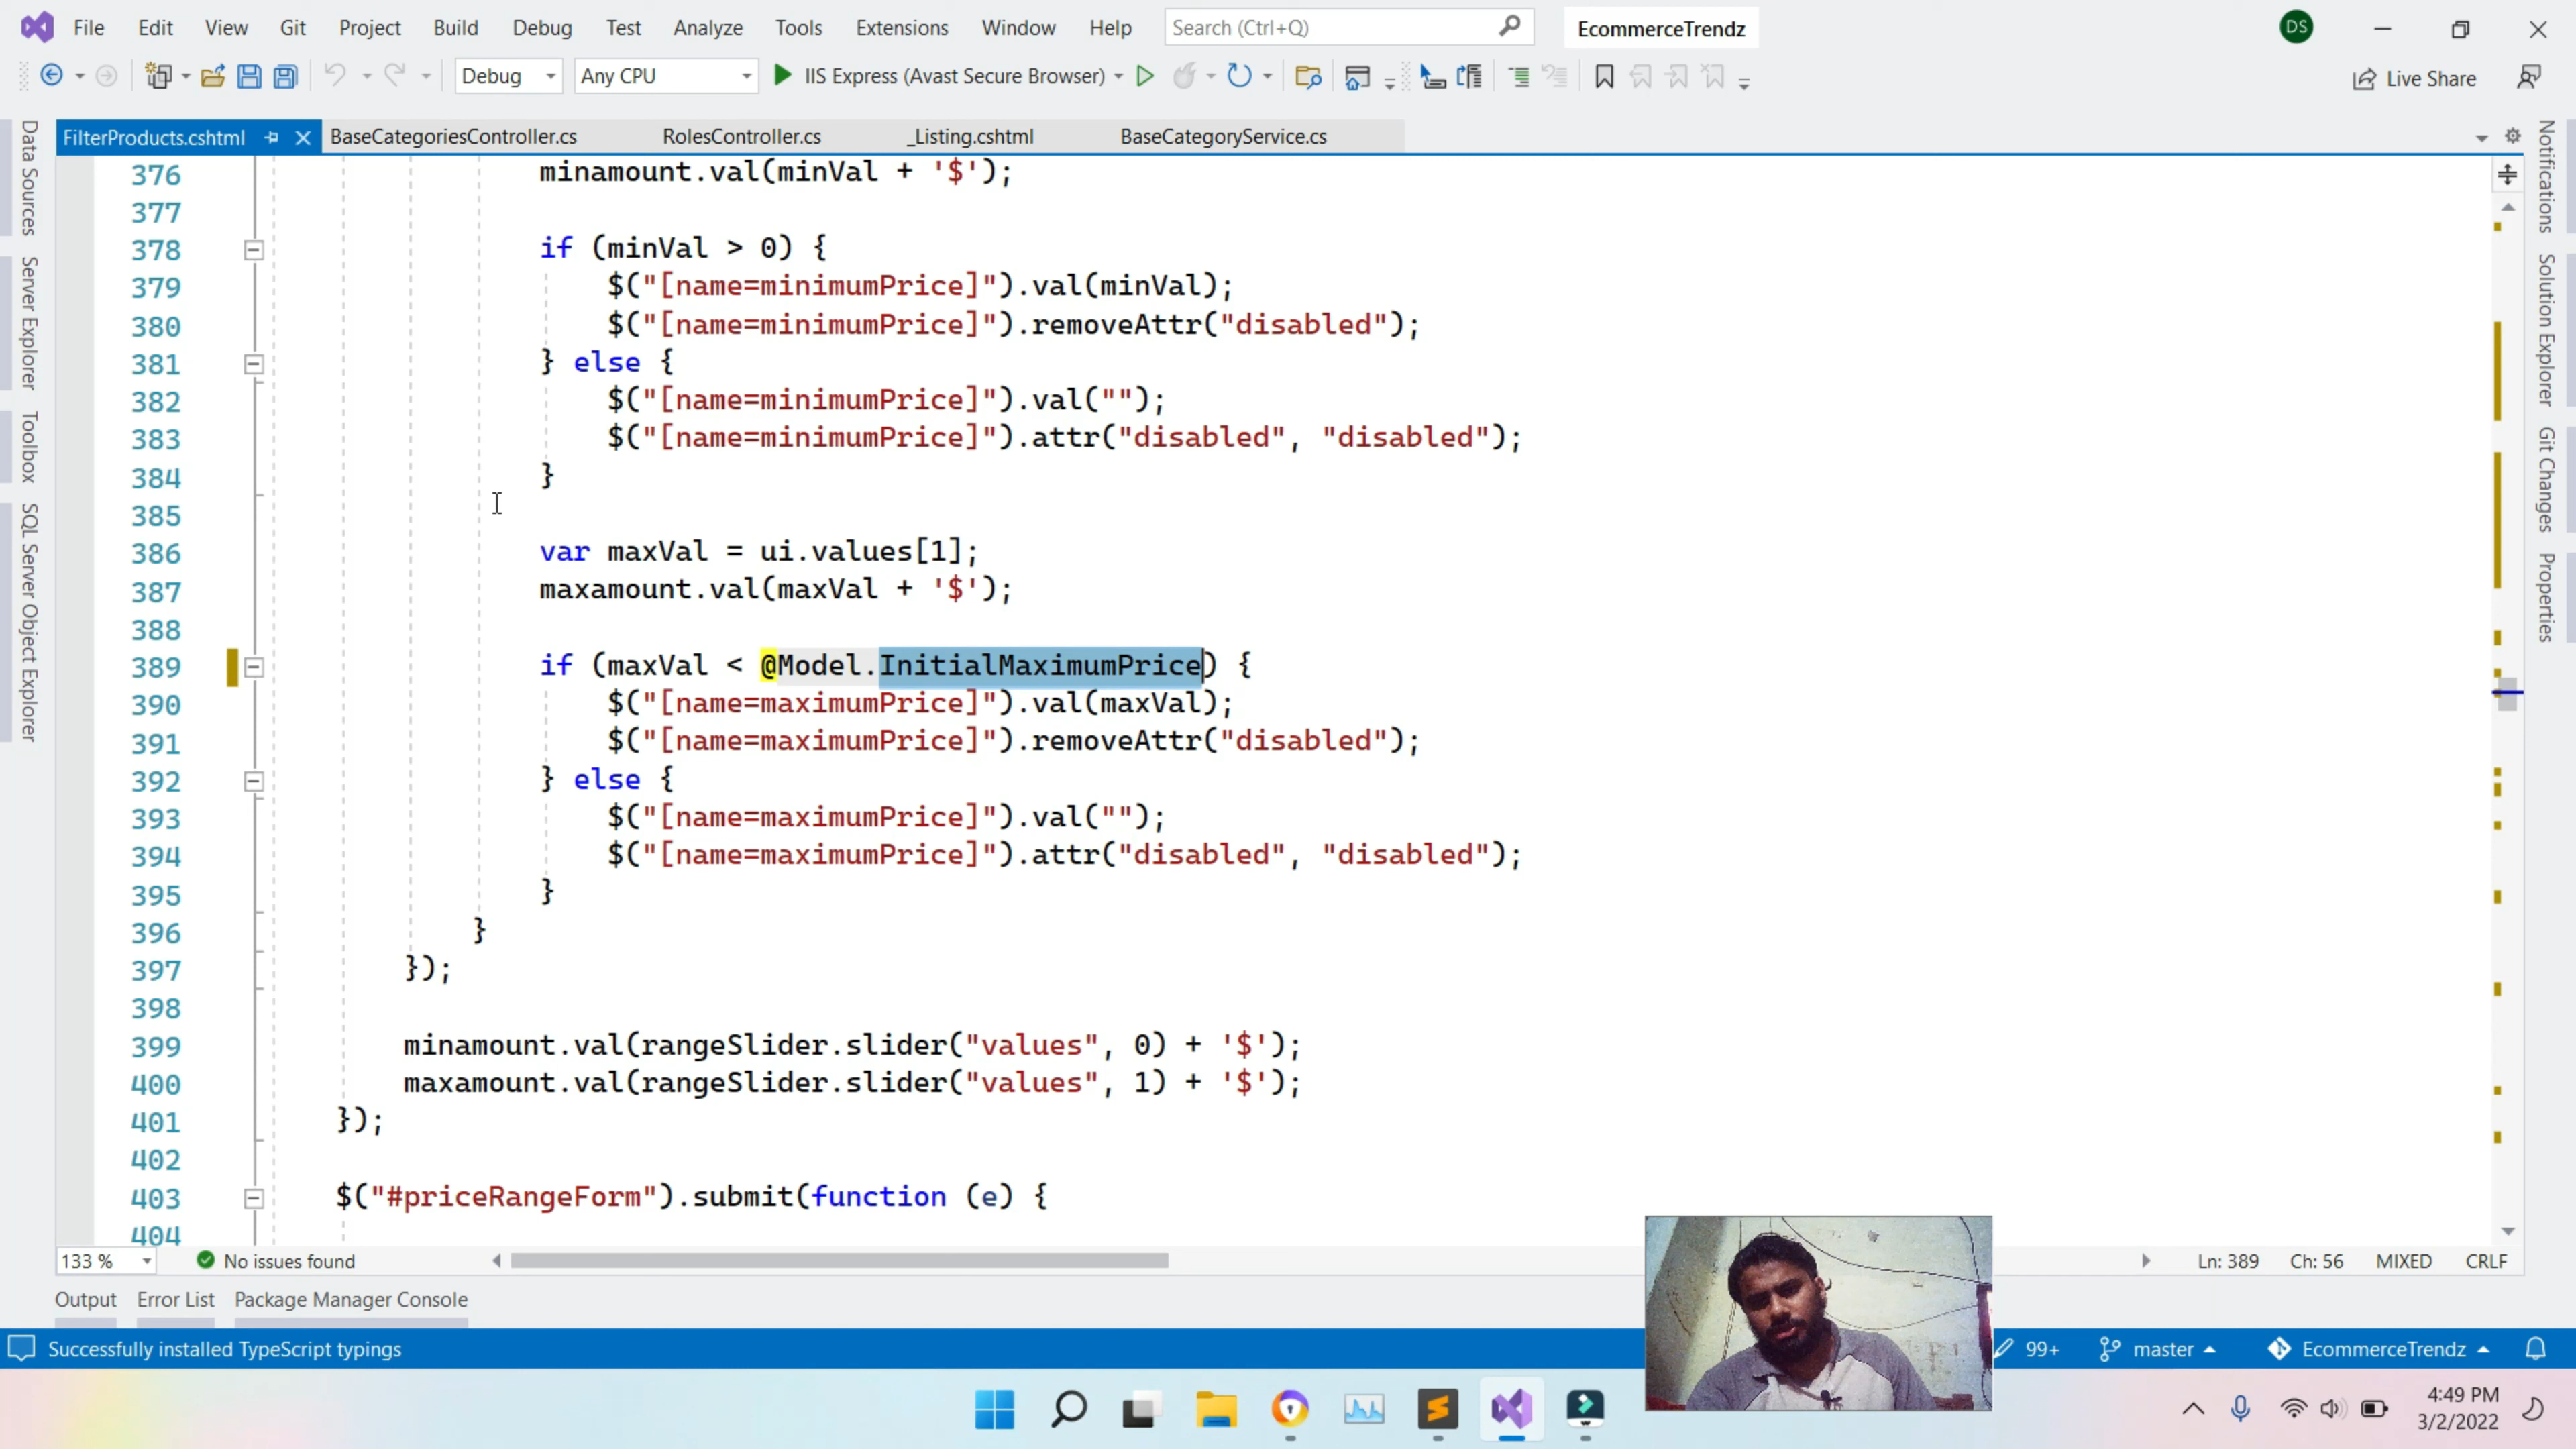 File Edit View Git Project Build Debug Test Analyze Tools Extensions Window Help Search (Ctrl+Q) EcommerceTrendz DS
Debug Any CPU IIS Express (Avast Secure Browser) Live Share
FilterProducts.cshtml BaseCategoriesController.cs RolesController.cs _Listing.cshtml BaseCategoryService.cs
Data Sources
Server Explorer
Toolbox
SQL Server Object Explorer
376 minamount.val(minVal + '$');
377
378 if (minVal > 0) {
379 $("[name=minimumPrice]").val(minVal);
380 $("[name=minimumPrice]").removeAttr("disabled");
381 } else {
382 $("[name=minimumPrice]").val("");
383 $("[name=minimumPrice]").attr("disabled", "disabled");
384 }
385
386 var maxVal = ui.values[1];
387 maxamount.val(maxVal + '$');
388
389 if (maxVal < @Model.InitialMaximumPrice) {
390 $("[name=maximumPrice]").val(maxVal);
391 $("[name=maximumPrice]").removeAttr("disabled");
392 } else {
393 $("[name=maximumPrice]").val("");
394 $("[name=maximumPrice]").attr("disabled", "disabled");
395 }
396 }
397 });
398
399 minamount.val(rangeSlider.slider("values", 0) + '$');
400 maxamount.val(rangeSlider.slider("values", 1) + '$');
401 });
402
403 $("#priceRangeForm").submit(function (e) {
404
Notifications
Solution Explorer
Git Changes
Properties
133 % No issues found Ln: 389 Ch: 56 MIXED CRLF
Output Error List Package Manager Console
Successfully installed TypeScript typings 99+ master EcommerceTrendz
4:49 PM
3/2/2022